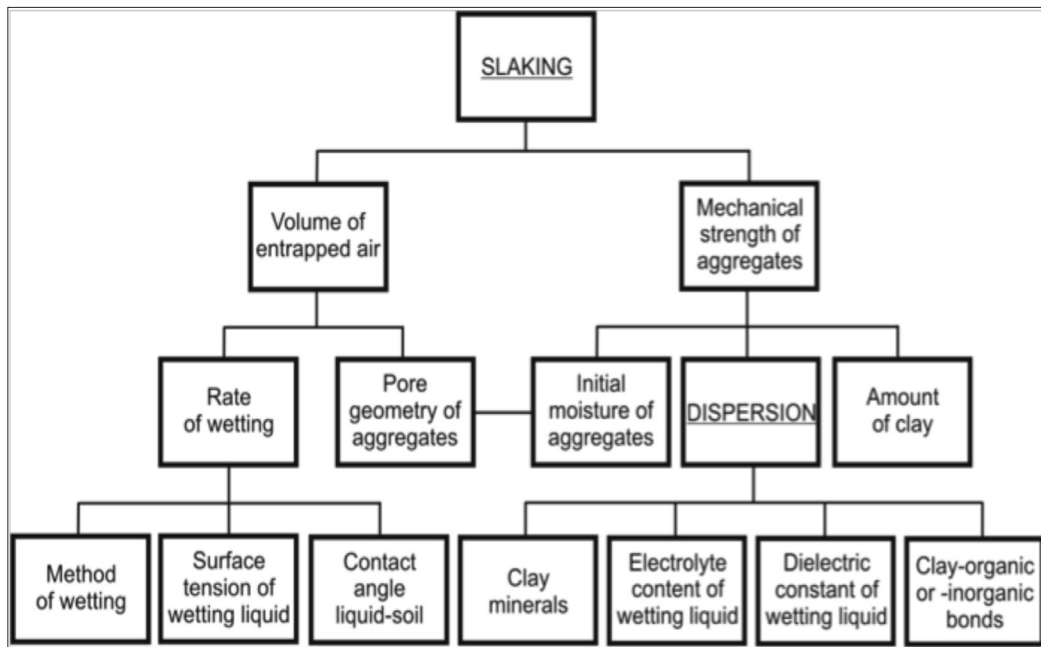 SLAKING
Volume of
entrapped air
Mechanical
strength of
aggregates
Rate
of wetting
Pore
geometry of
aggregates
Initial
moisture of
aggregates
DISPERSION
Amount
of clay
Method
of wetting
Surface
tension of
wetting liquid
Contact
angle
liquid-soil
Clay
minerals
Electrolyte
content of
wetting liquid
Dielectric
constant of
wetting liquid
Clay-organic
or -inorganic
bonds